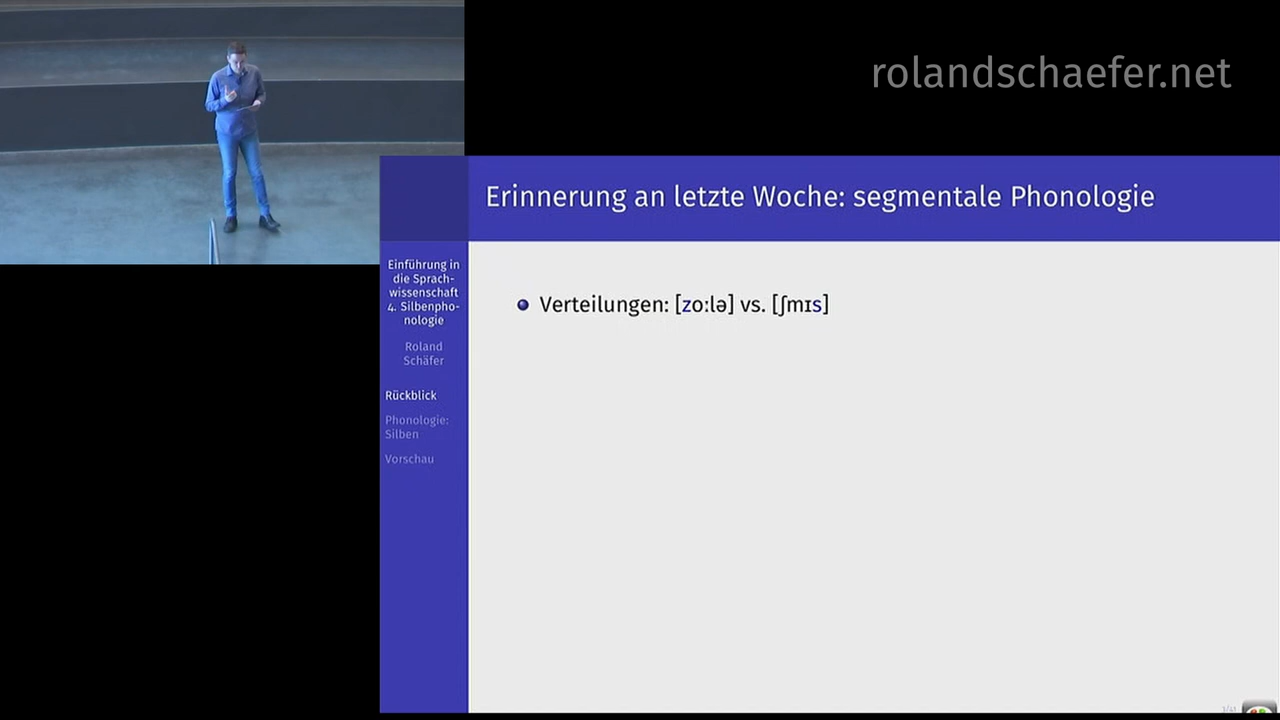 rolandschaefer.net
Erinnerung an letzte Woche: segmentale Phonologie
Einführung in
die Sprach-
wissenschaft
4. Silbenpho-
nologie
Roland
Schäfer
Rückblick
Phonologie:
Silben
Vorschau
Verteilungen: [zoːlə] vs. [ʃmɪs]